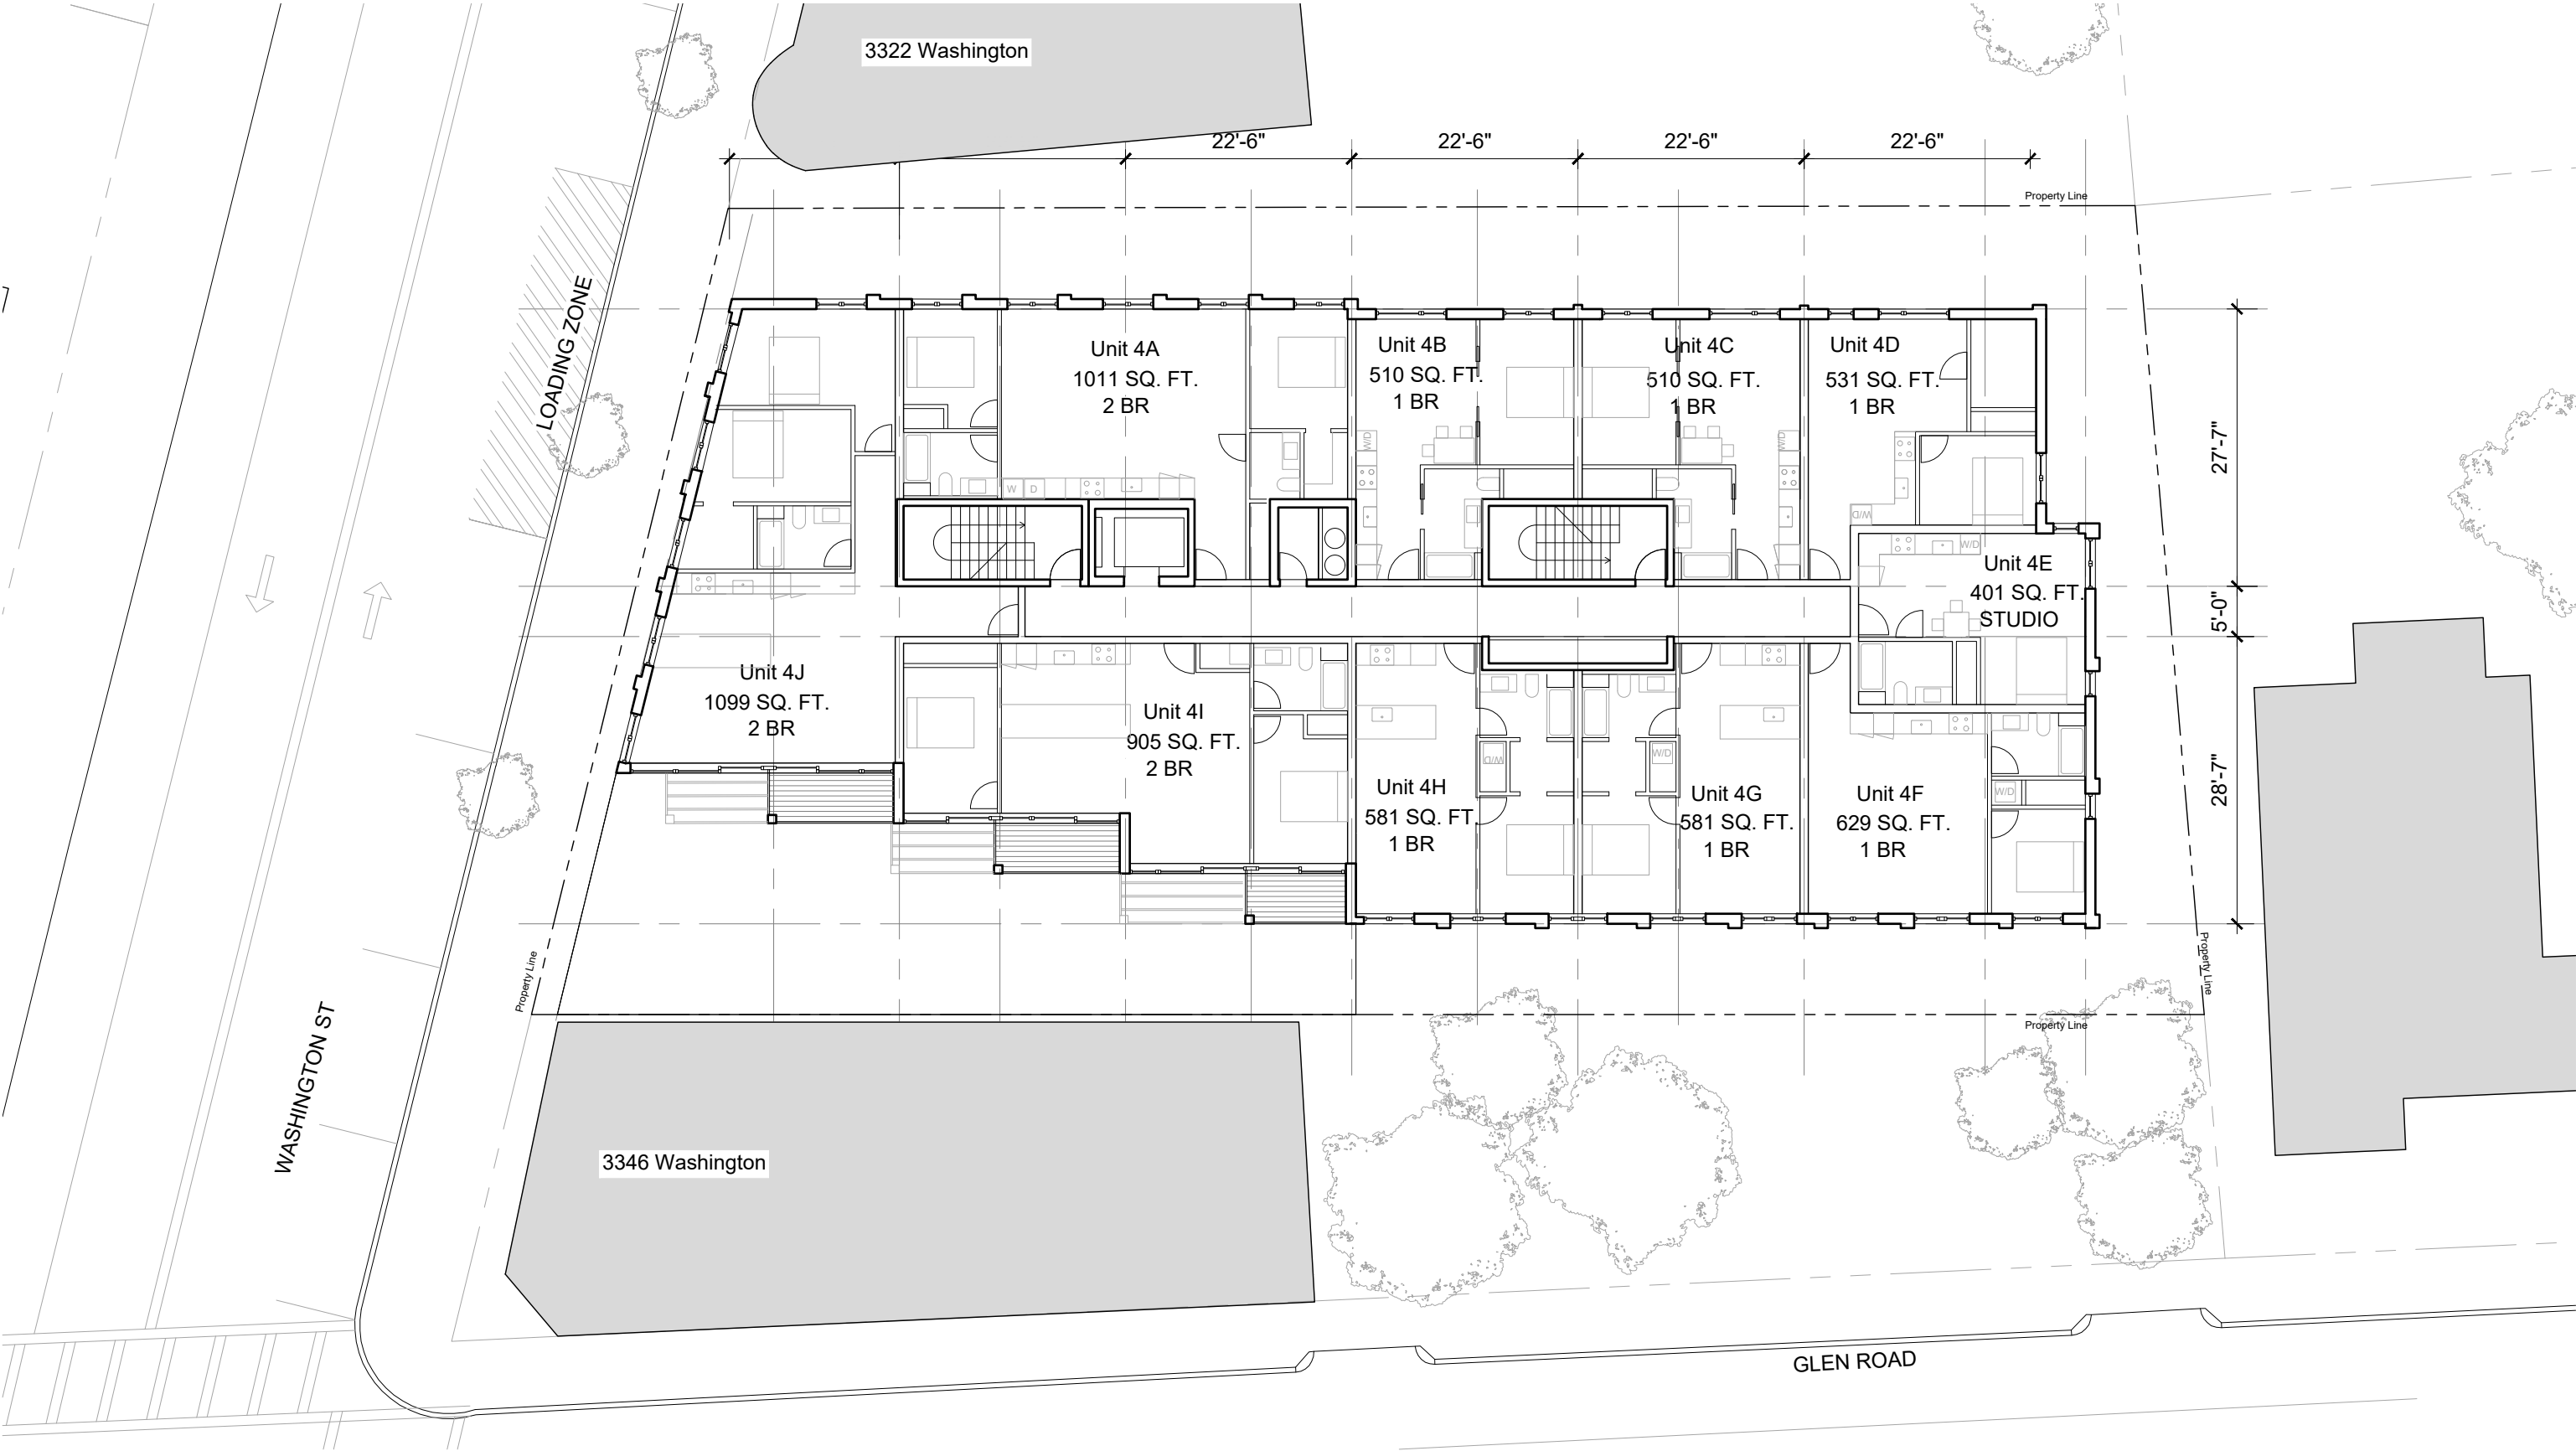 3322 Washington
22'-6"
22'-6"
22'-6"
22'-6"
Property Line
LOADING ZONE
Unit 4A
1011 SQ. FT.
2 BR
Unit 4B
510 SQ. FT.
1 BR
Unit 4C
510 SQ. FT.
1 BR
Unit 4D
531 SQ. FT.
1 BR
27'-7"
W/D
W/D
W
D
W/D
W/D
Unit 4E
401 SQ. FT.
STUDIO
5'-0"
Unit 4J
1099 SQ. FT.
2 BR
Unit 4I
905 SQ. FT.
2 BR
W/D
W/D
W/D
Unit 4H
581 SQ. FT.
1 BR
Unit 4G
581 SQ. FT.
1 BR
Unit 4F
629 SQ. FT.
1 BR
28'-7"
Property Line
Property Line
Property Line
WASHINGTON ST
3346 Washington
GLEN ROAD